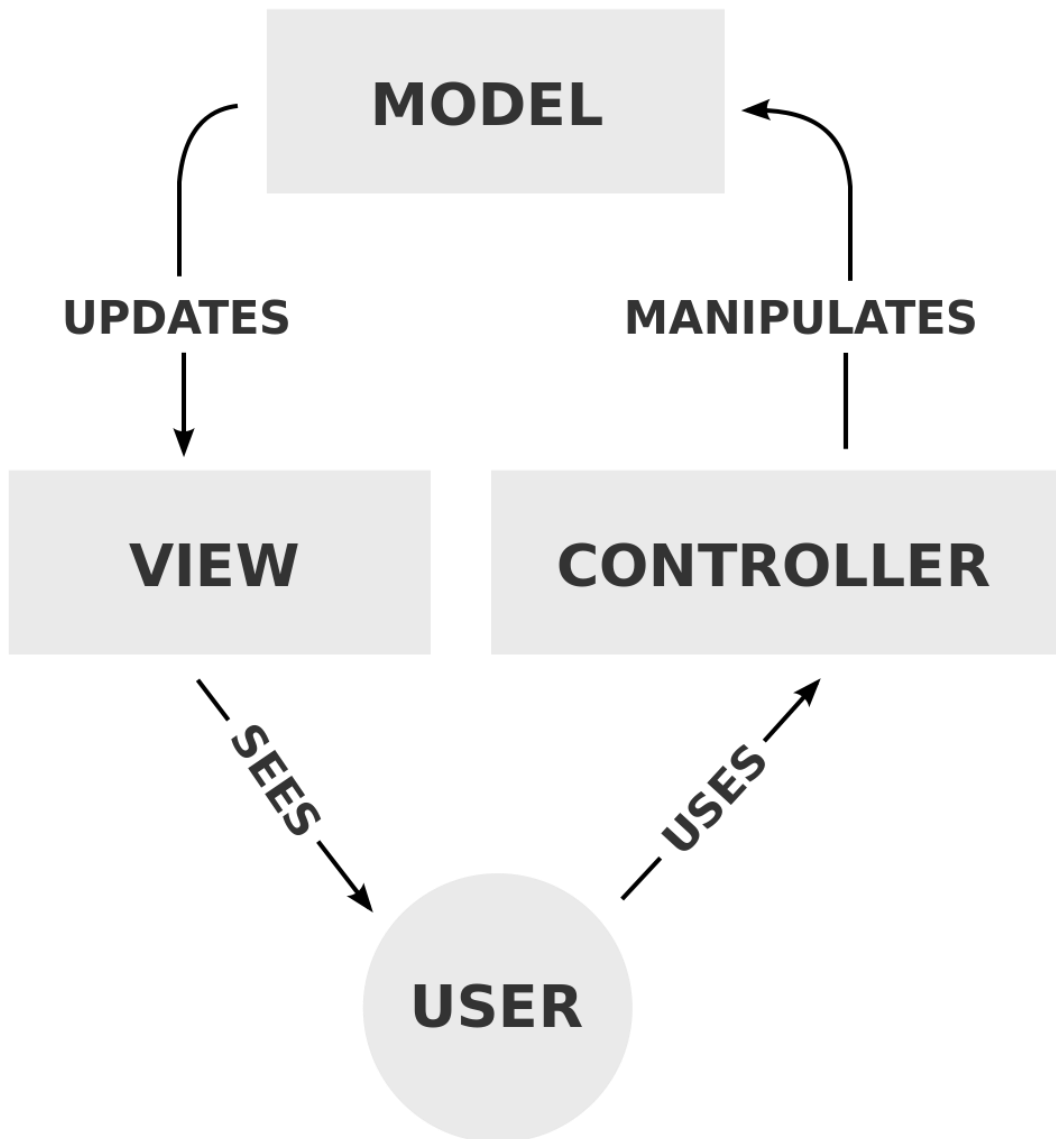 MODEL
UPDATES
MANIPULATES
VIEW
CONTROLLER
SEES
USES
USER